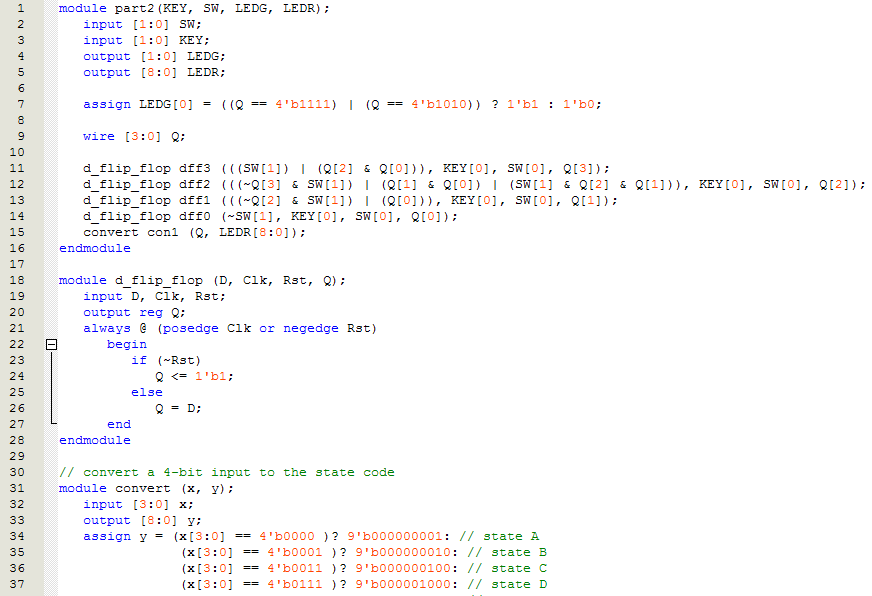 1 module part2(KEY, SW, LEDG, LEDR);
2 input [1:0] SW;
3 input [1:0] KEY;
4 output [1:0] LEDG;
5 output [8:0] LEDR;
6
7 assign LEDG[0] = ((Q == 4'b1111) | (Q == 4'b1010)) ? 1'b1 : 1'b0;
8
9 wire [3:0] Q;
10
11 d_flip_flop dff3 (((SW[1]) | (Q[2] & Q[0])), KEY[0], SW[0], Q[3]);
12 d_flip_flop dff2 (((~Q[3] & SW[1]) | (Q[1] & Q[0]) | (SW[1] & Q[2] & Q[1])), KEY[0], SW[0], Q[2]);
13 d_flip_flop dff1 (((~Q[2] & SW[1]) | (Q[0])), KEY[0], SW[0], Q[1]);
14 d_flip_flop dff0 (~SW[1], KEY[0], SW[0], Q[0]);
15 convert con1 (Q, LEDR[8:0]);
16 endmodule
17
18 module d_flip_flop (D, Clk, Rst, Q);
19 input D, Clk, Rst;
20 output reg Q;
21 always @ (posedge Clk or negedge Rst)
22 begin
23 if (~Rst)
24 Q <= 1'b1;
25 else
26 Q = D;
27 end
28 endmodule
29
30 // convert a 4-bit input to the state code
31 module convert (x, y);
32 input [3:0] x;
33 output [8:0] y;
34 assign y = (x[3:0] == 4'b0000 )? 9'b000000001: // state A
35 (x[3:0] == 4'b0001 )? 9'b000000010: // state B
36 (x[3:0] == 4'b0011 )? 9'b000000100: // state C
37 (x[3:0] == 4'b0111 )? 9'b000001000: // state D